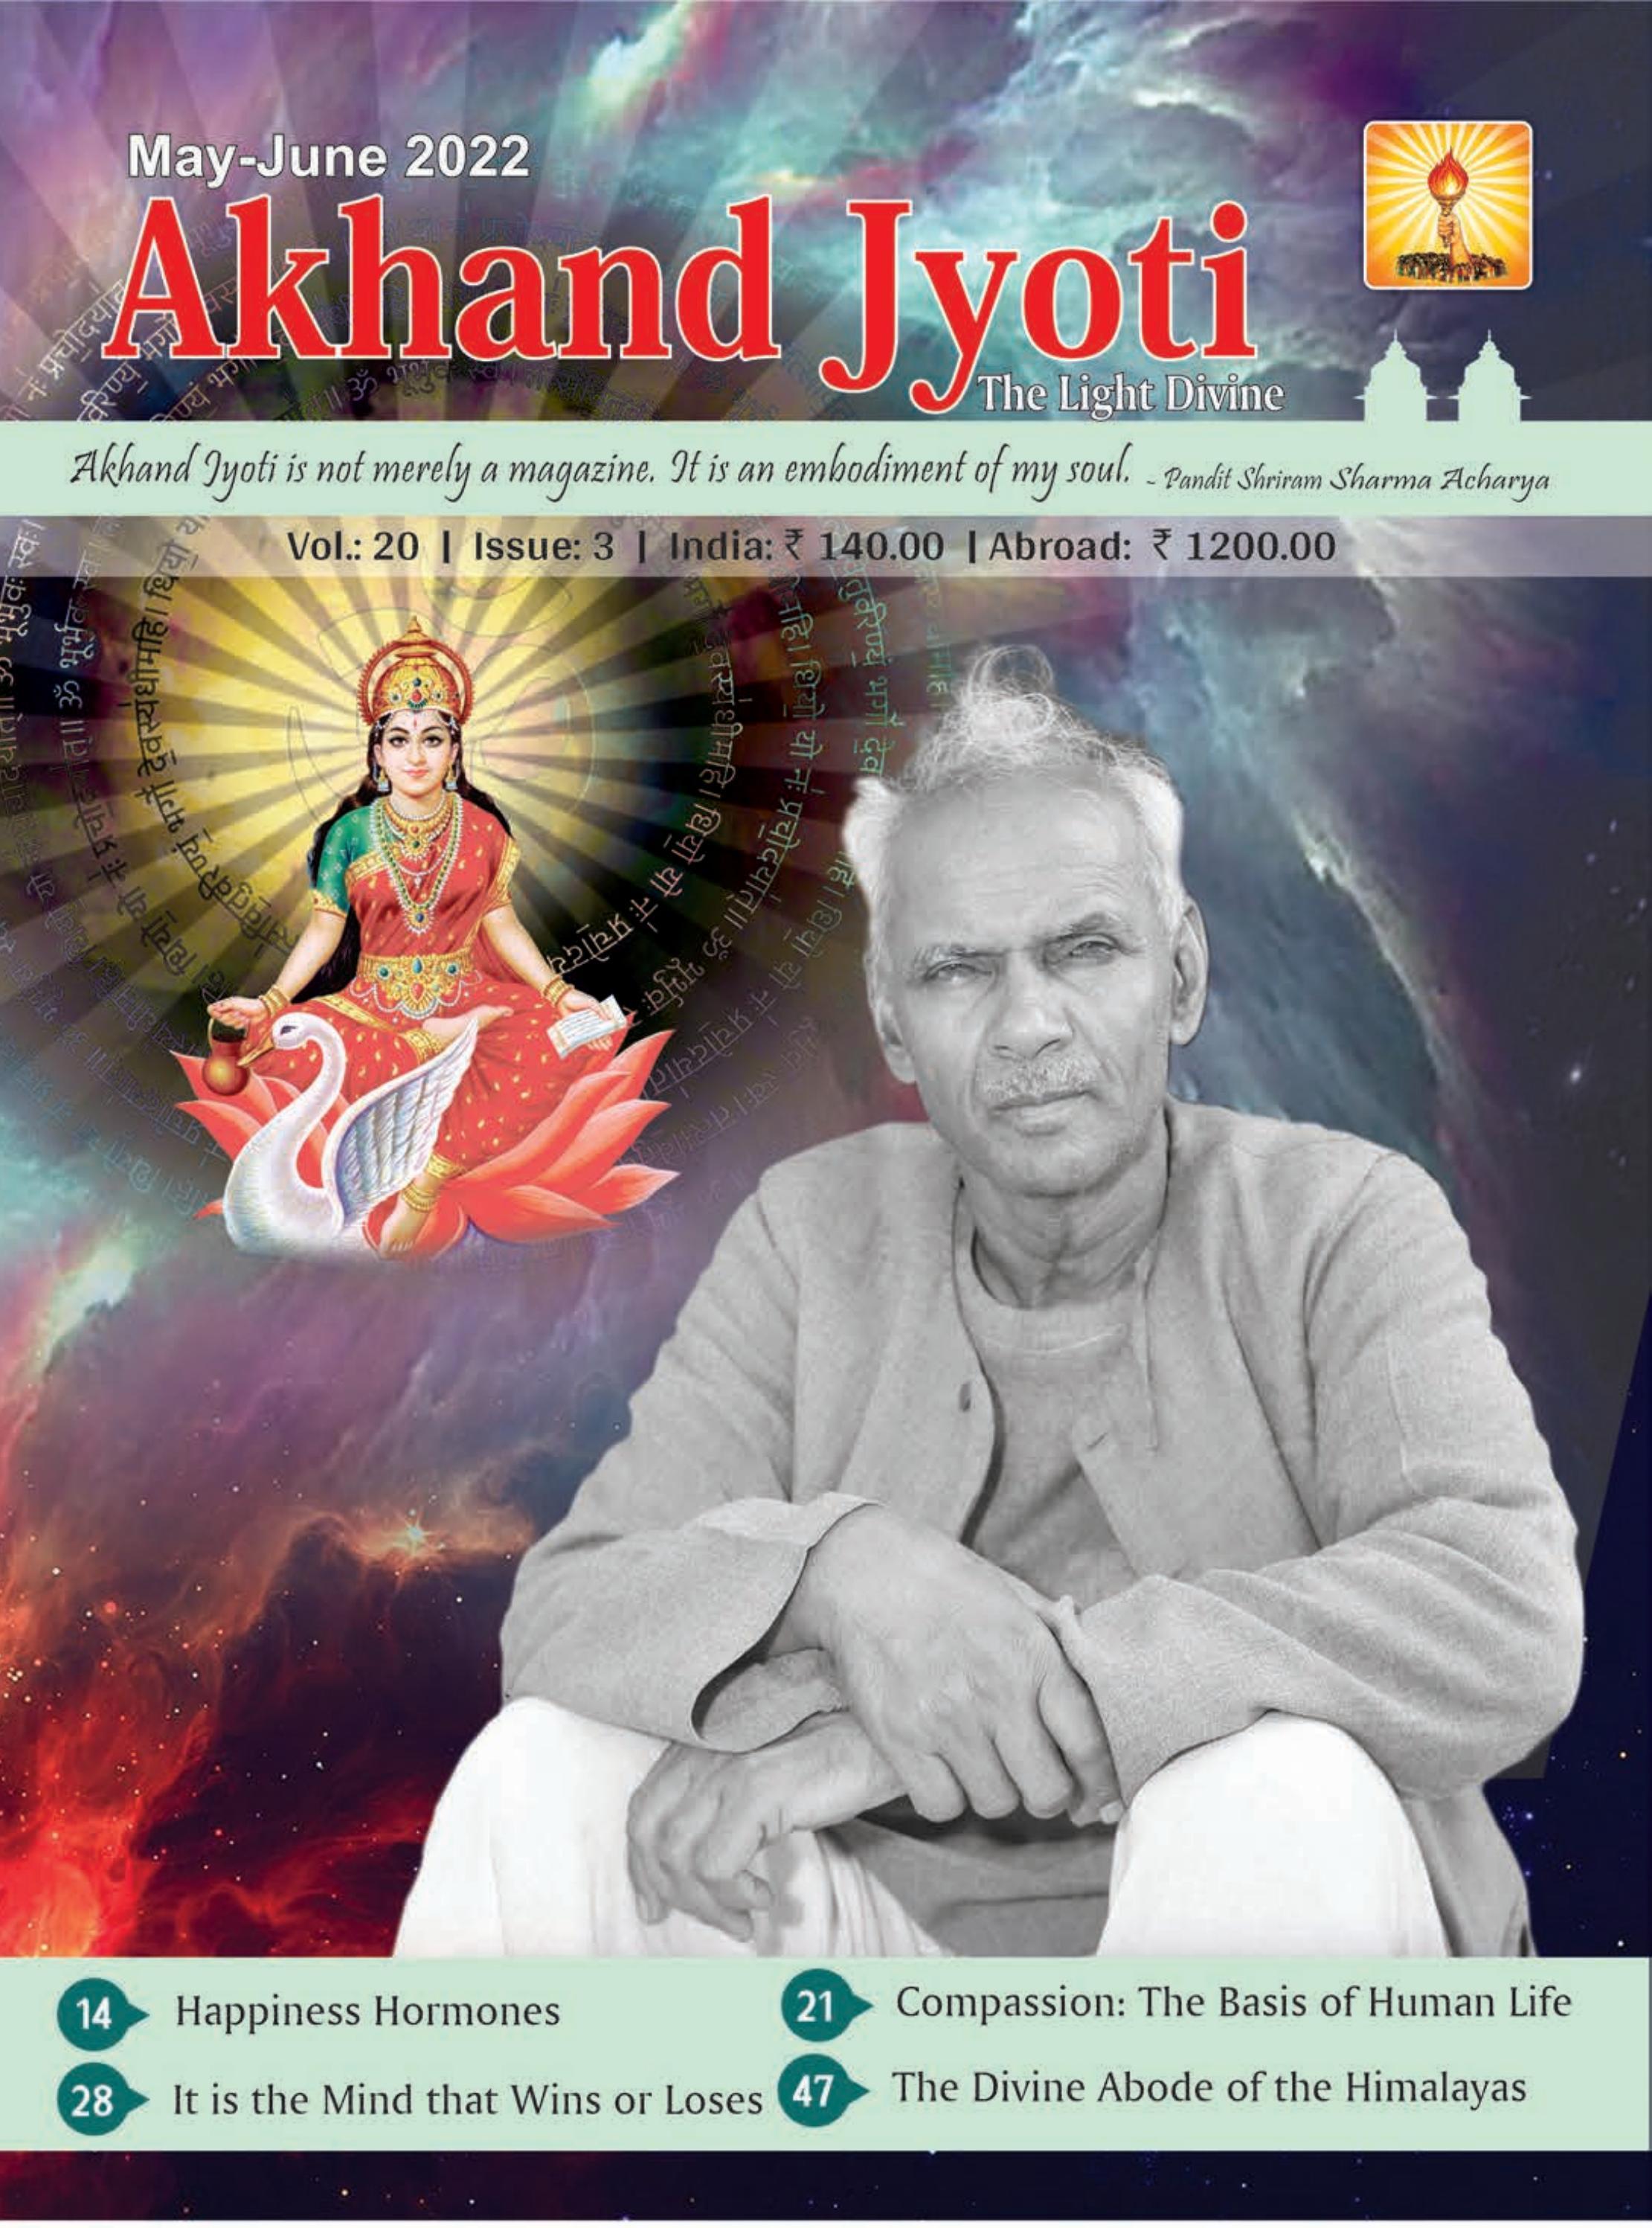 May-June 2022
Akhand Jyoti
The Light Divine
Akhand Jyoti is not merely a magazine. It is an embodiment of my soul. - Pandit Shriram Sharma Acharya
Vol.: 20 | Issue: 3 | India: ₹ 140.00 | Abroad: ₹ 1200.00
14 Happiness Hormones
21 Compassion: The Basis of Human Life
28 It is the Mind that Wins or Loses
47 The Divine Abode of the Himalayas